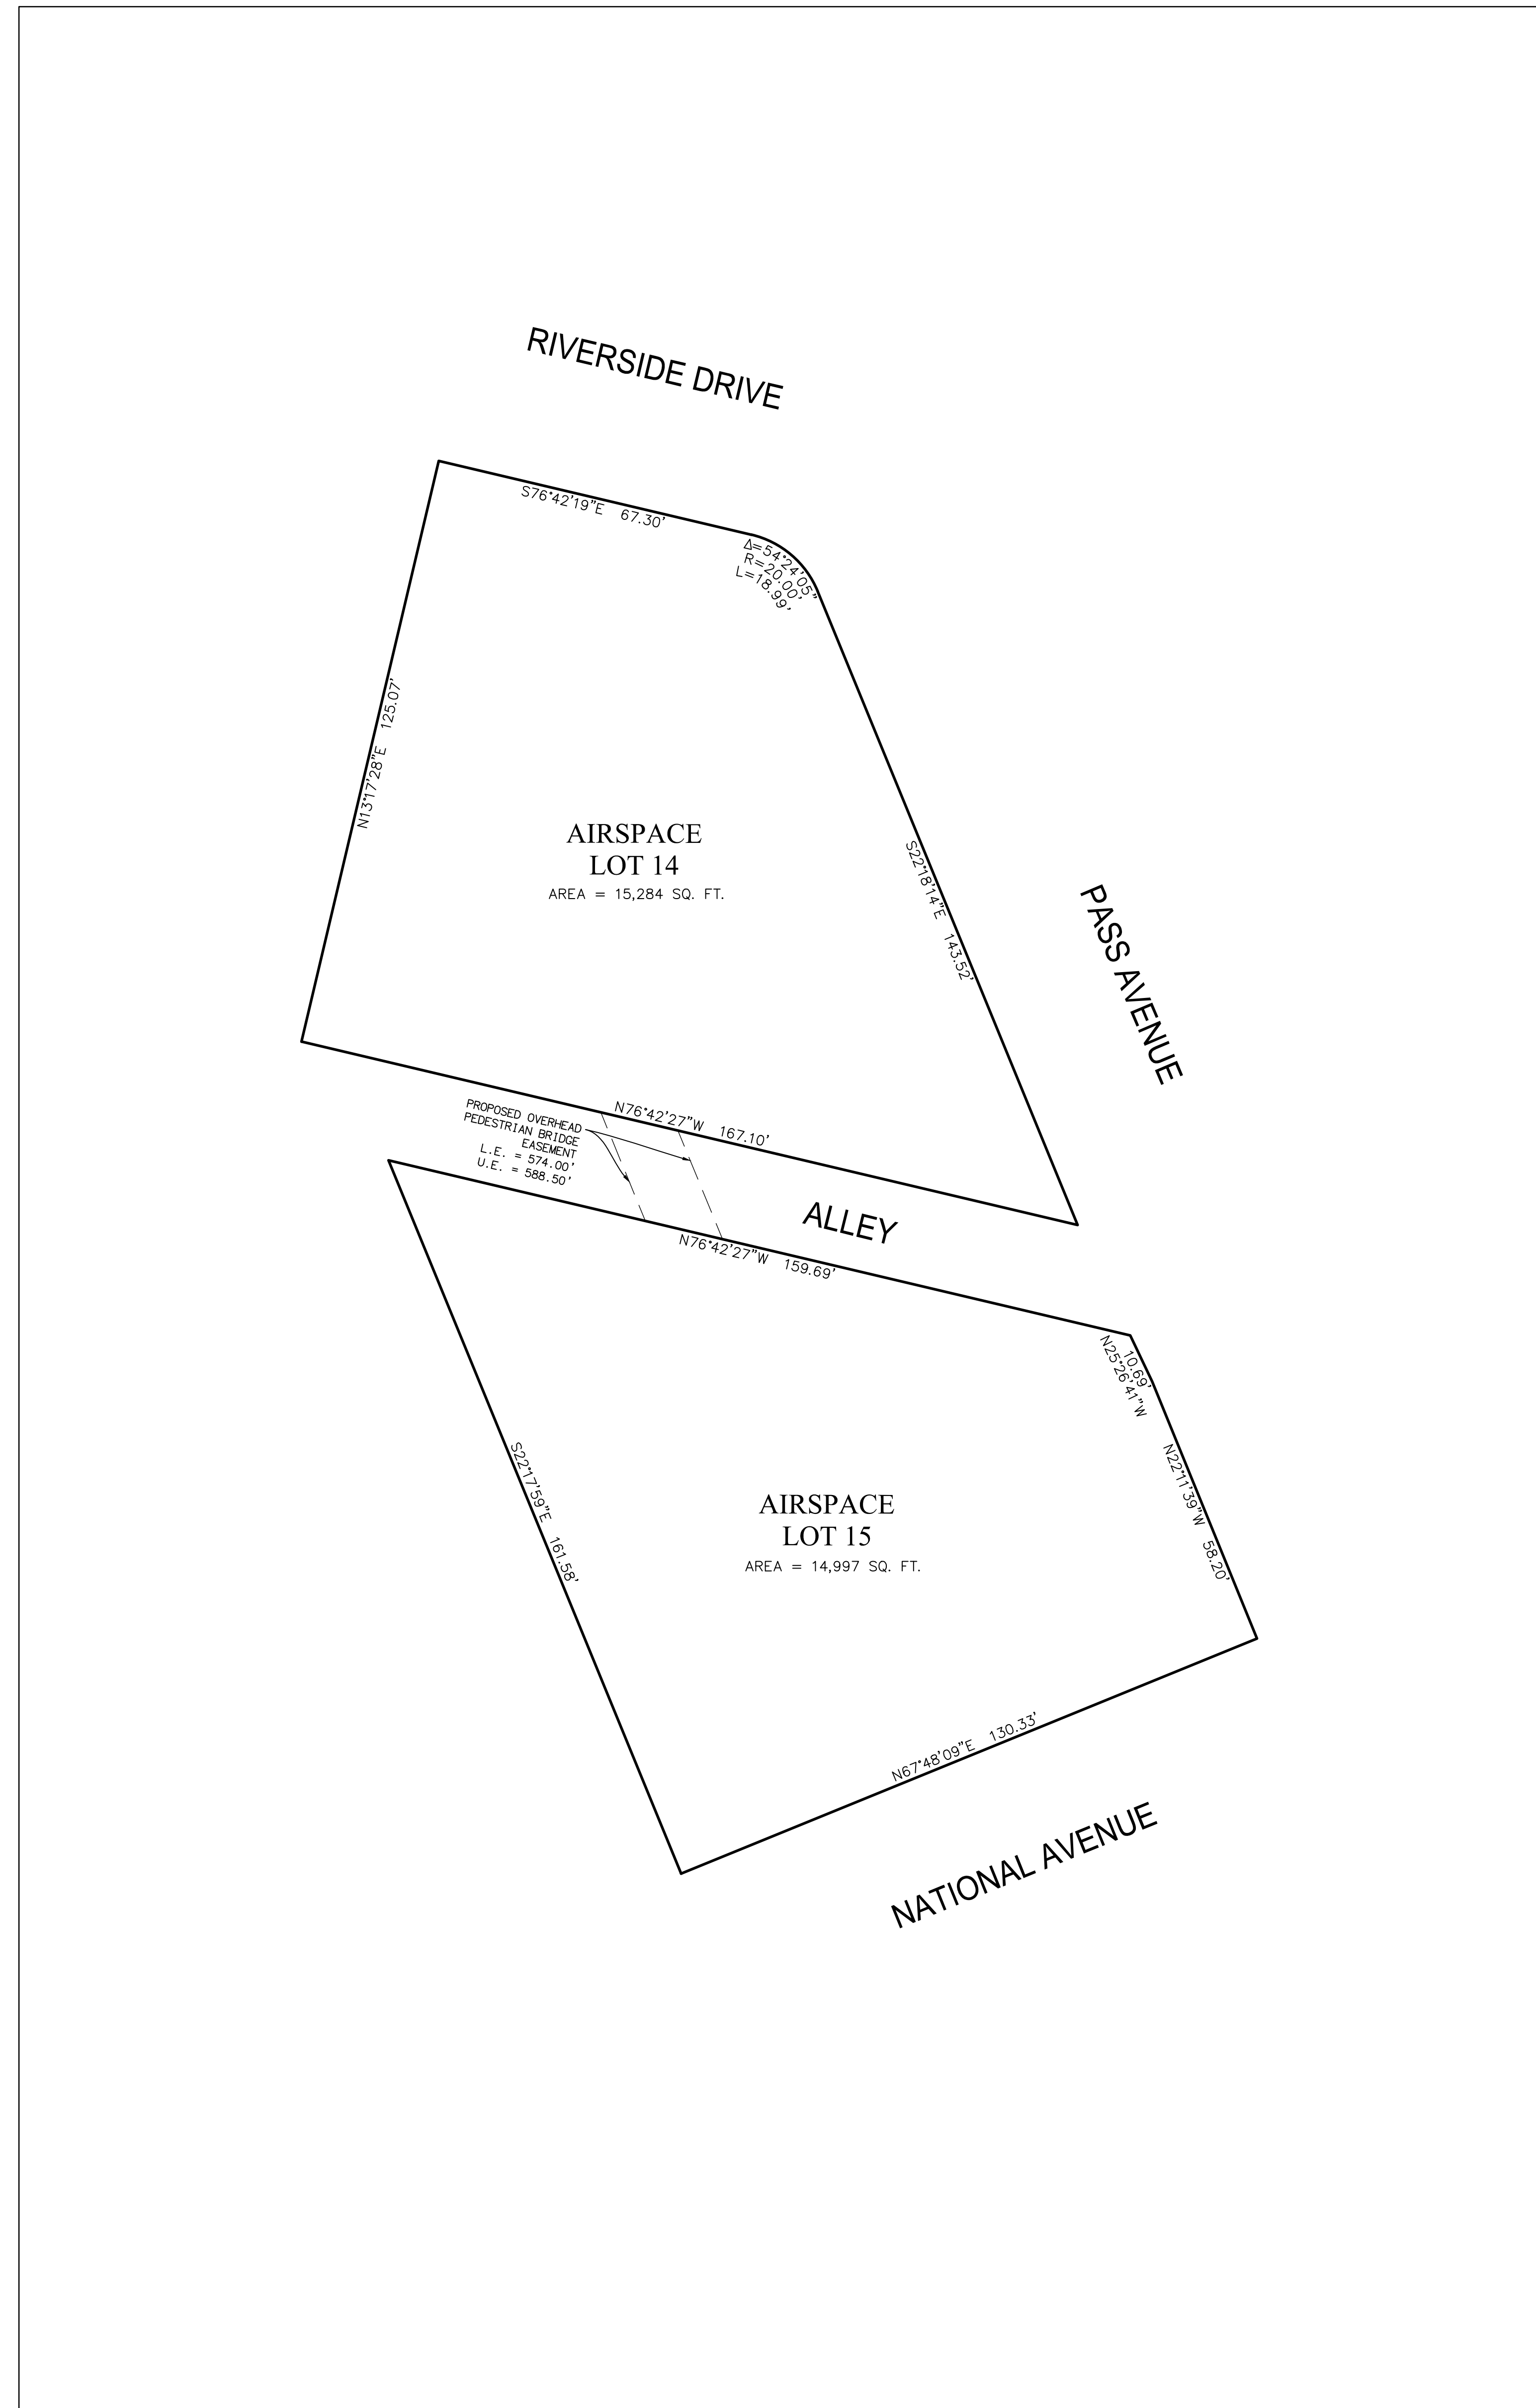 RIVERSIDE DRIVE
S76°42'19"E 67.30'
Δ=54°24'05"
R=20.00'
L=18.99'
N13°17'28"E 125.07'
AIRSPACE
LOT 14
AREA = 15,284 SQ. FT.
S22°18'14"E 143.52'
PASS AVENUE
N76°42'27"W 167.10'
PROPOSED OVERHEAD
PEDESTRIAN BRIDGE
EASEMENT
L.E. = 574.00'
U.E. = 588.50'
ALLEY
N76°42'27"W 159.69'
10.69'
N25°26'41"W
N22°11'39"W 58.20'
S22°17'59"E 161.58'
AIRSPACE
LOT 15
AREA = 14,997 SQ. FT.
N67°48'09"E 130.33'
NATIONAL AVENUE